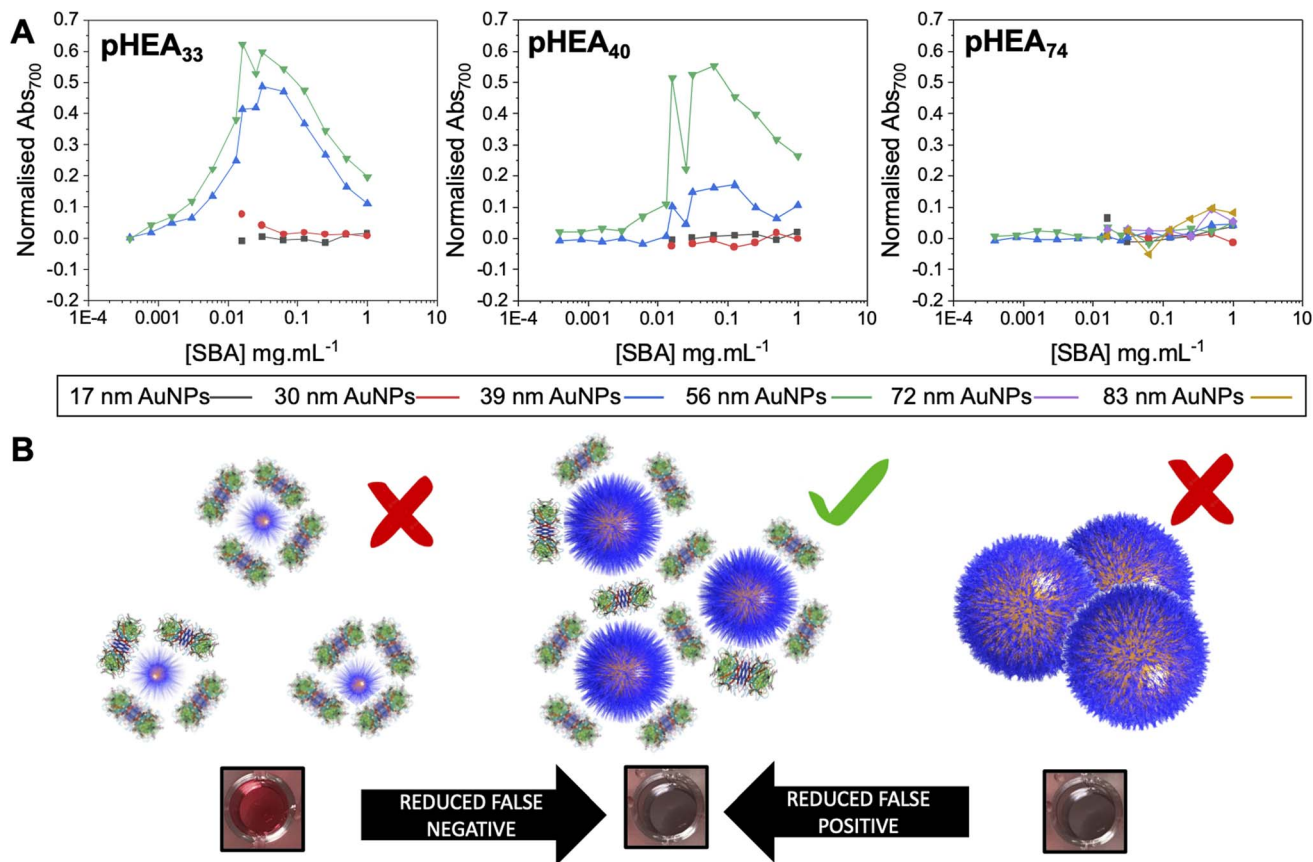 A
pHEA₃₃
Normalised Abs₇₀₀
0.7
0.6
0.5
0.4
0.3
0.2
0.1
0.0
-0.1
-0.2
1E-4 0.001 0.01 0.1 1 10
[SBA] mg.mL⁻¹
pHEA₄₀
Normalised Abs₇₀₀
0.7
0.6
0.5
0.4
0.3
0.2
0.1
0.0
-0.1
-0.2
1E-4 0.001 0.01 0.1 1 10
[SBA] mg.mL⁻¹
pHEA₇₄
Normalised Abs₇₀₀
0.7
0.6
0.5
0.4
0.3
0.2
0.1
0.0
-0.1
-0.2
1E-4 0.001 0.01 0.1 1 10
[SBA] mg.mL⁻¹
17 nm AuNPs 30 nm AuNPs 39 nm AuNPs 56 nm AuNPs 72 nm AuNPs 83 nm AuNPs
B
REDUCED FALSE
NEGATIVE
REDUCED FALSE
POSITIVE